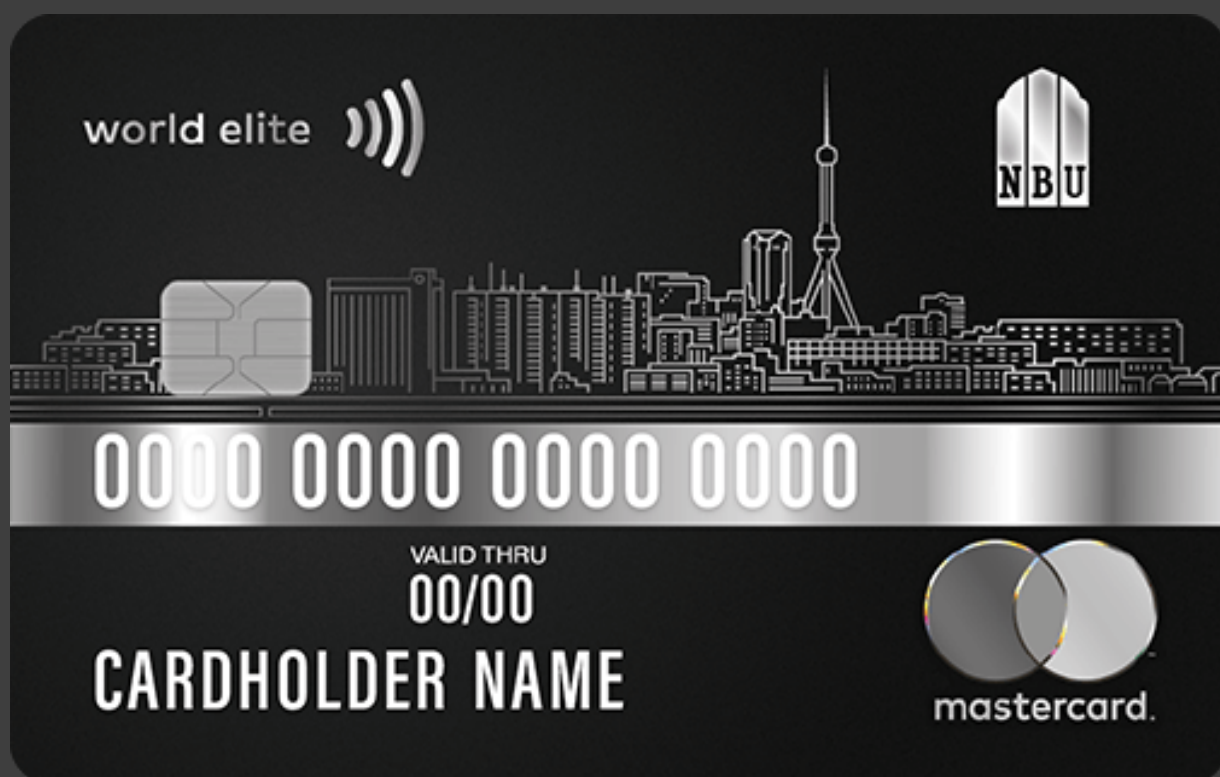 world elite
NBU
0000 0000 0000 0000
VALID THRU
00/00
CARDHOLDER NAME
mastercard.